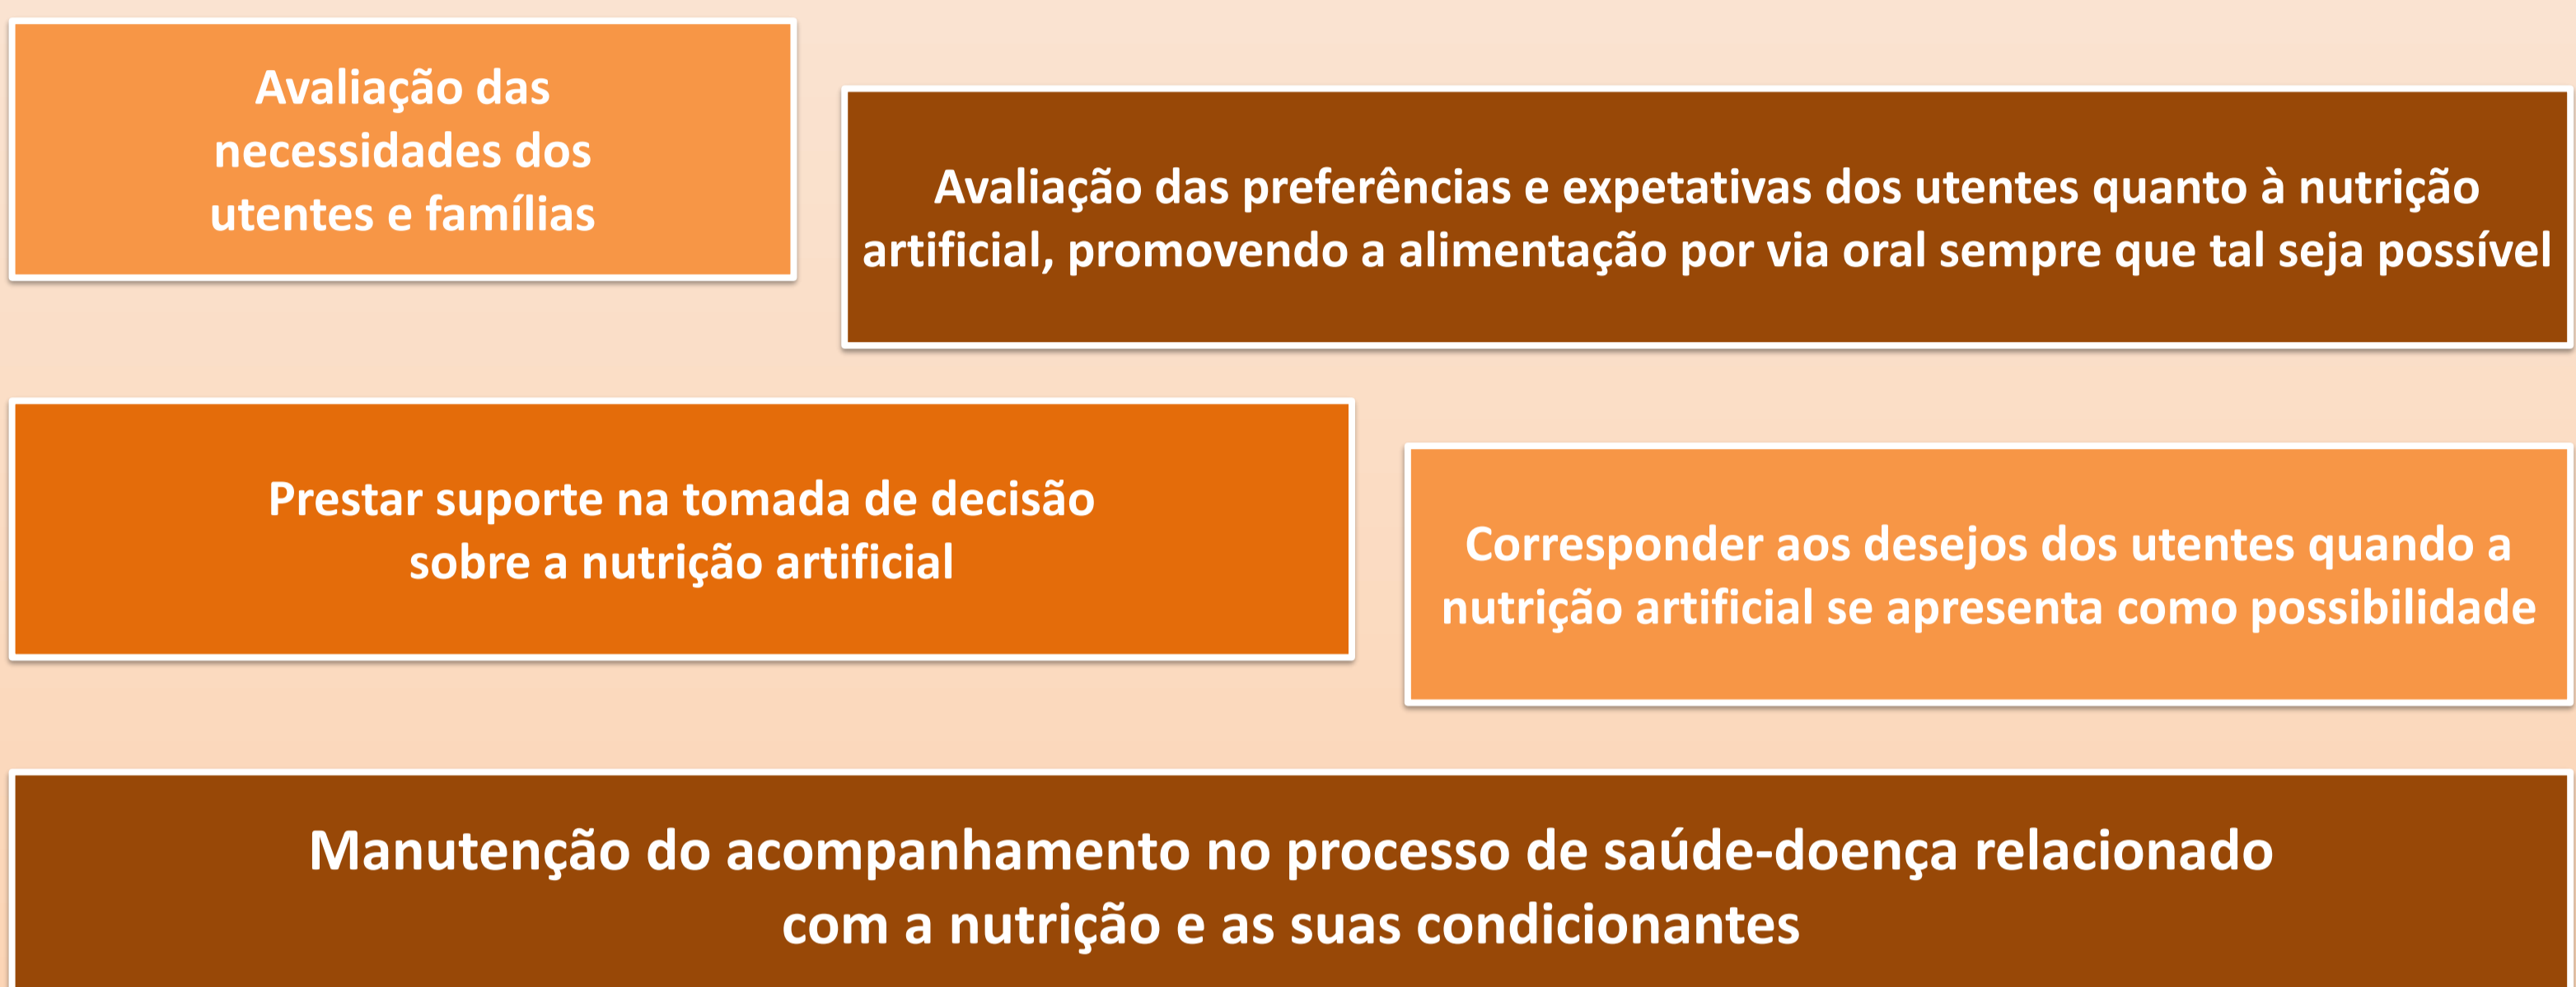 Avaliação das
necessidades dos
utentes e famílias
Avaliação das preferências e expetativas dos utentes quanto à nutrição
artificial, promovendo a alimentação por via oral sempre que tal seja possível
Prestar suporte na tomada de decisão
sobre a nutrição artificial
Corresponder aos desejos dos utentes quando a
nutrição artificial se apresenta como possibilidade
Manutenção do acompanhamento no processo de saúde-doença relacionado
com a nutrição e as suas condicionantes